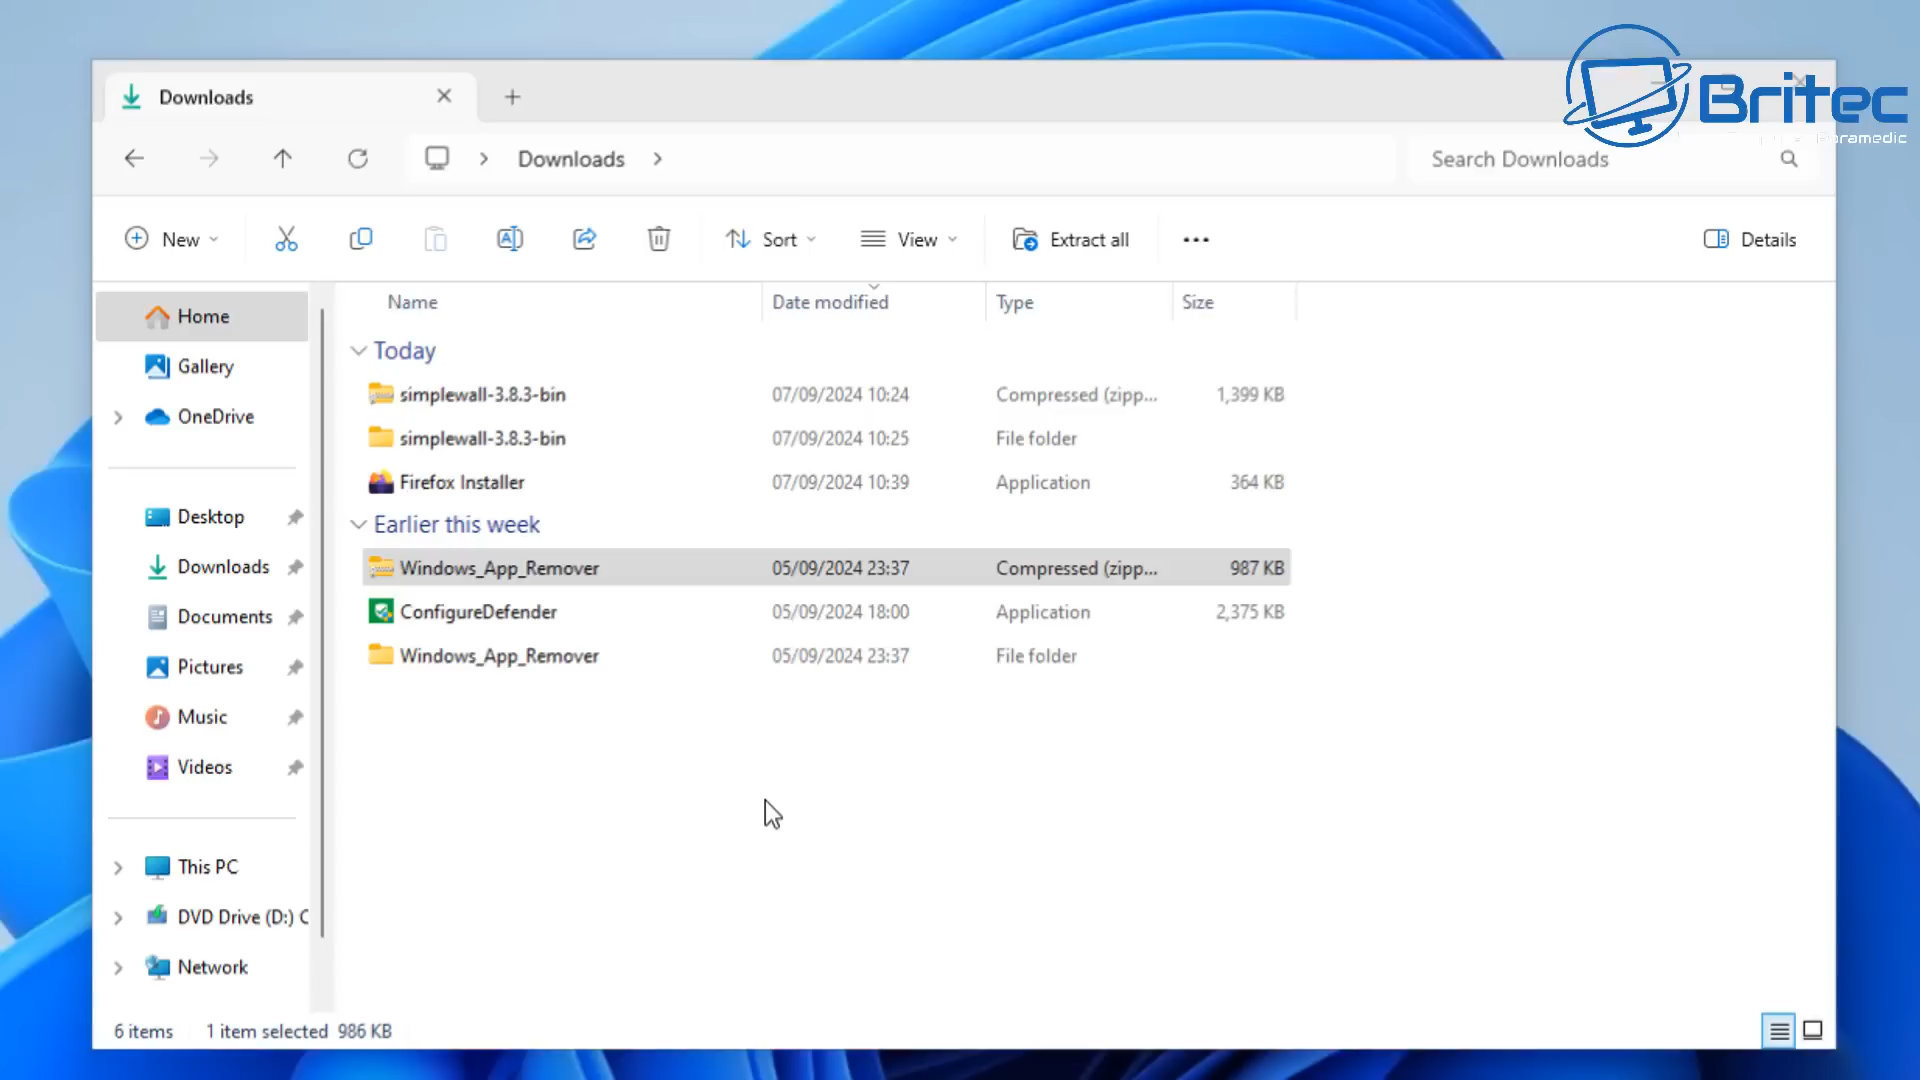 Downloads
Britec
Downloads
Search Downloads
New
Sort
View
Extract all
Details
Name
Date modified
Type
Size
Home
Gallery
OneDrive
Desktop
Downloads
Documents
Pictures
Music
Videos
This PC
DVD Drive (D:) C
Network
Today
simplewall-3.8.3-bin 07/09/2024 10:24 Compressed (zipp... 1,399 KB
simplewall-3.8.3-bin 07/09/2024 10:25 File folder
Firefox Installer 07/09/2024 10:39 Application 364 KB
Earlier this week
Windows_App_Remover 05/09/2024 23:37 Compressed (zipp... 987 KB
ConfigureDefender 05/09/2024 18:00 Application 2,375 KB
Windows_App_Remover 05/09/2024 23:37 File folder
6 items 1 item selected 986 KB